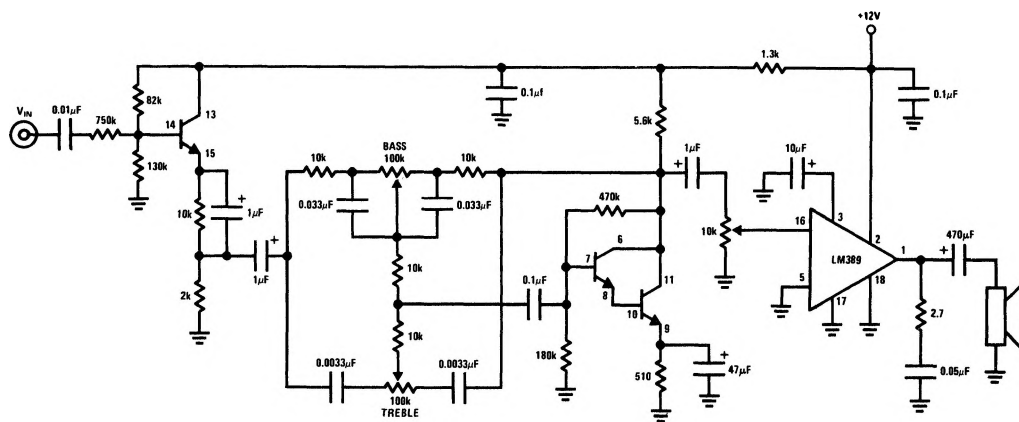 +12V
1.3k
VIN
0.01µF
750k
82k
14
13
15
130k
10k
+
1µF
2k
1µF
+
0.1µf
0.1µF
5.6k
10k
BASS
100k
10k
0.033µF
0.033µF
10k
10k
0.0033µF
0.0033µF
100k
TREBLE
0.1µF
470k
7
6
8
10
11
9
180k
510
+
47µF
+
1µF
10k
10µF
+
16
3
2
LM389
1
5
17
18
+
470µF
2.7
0.05µF